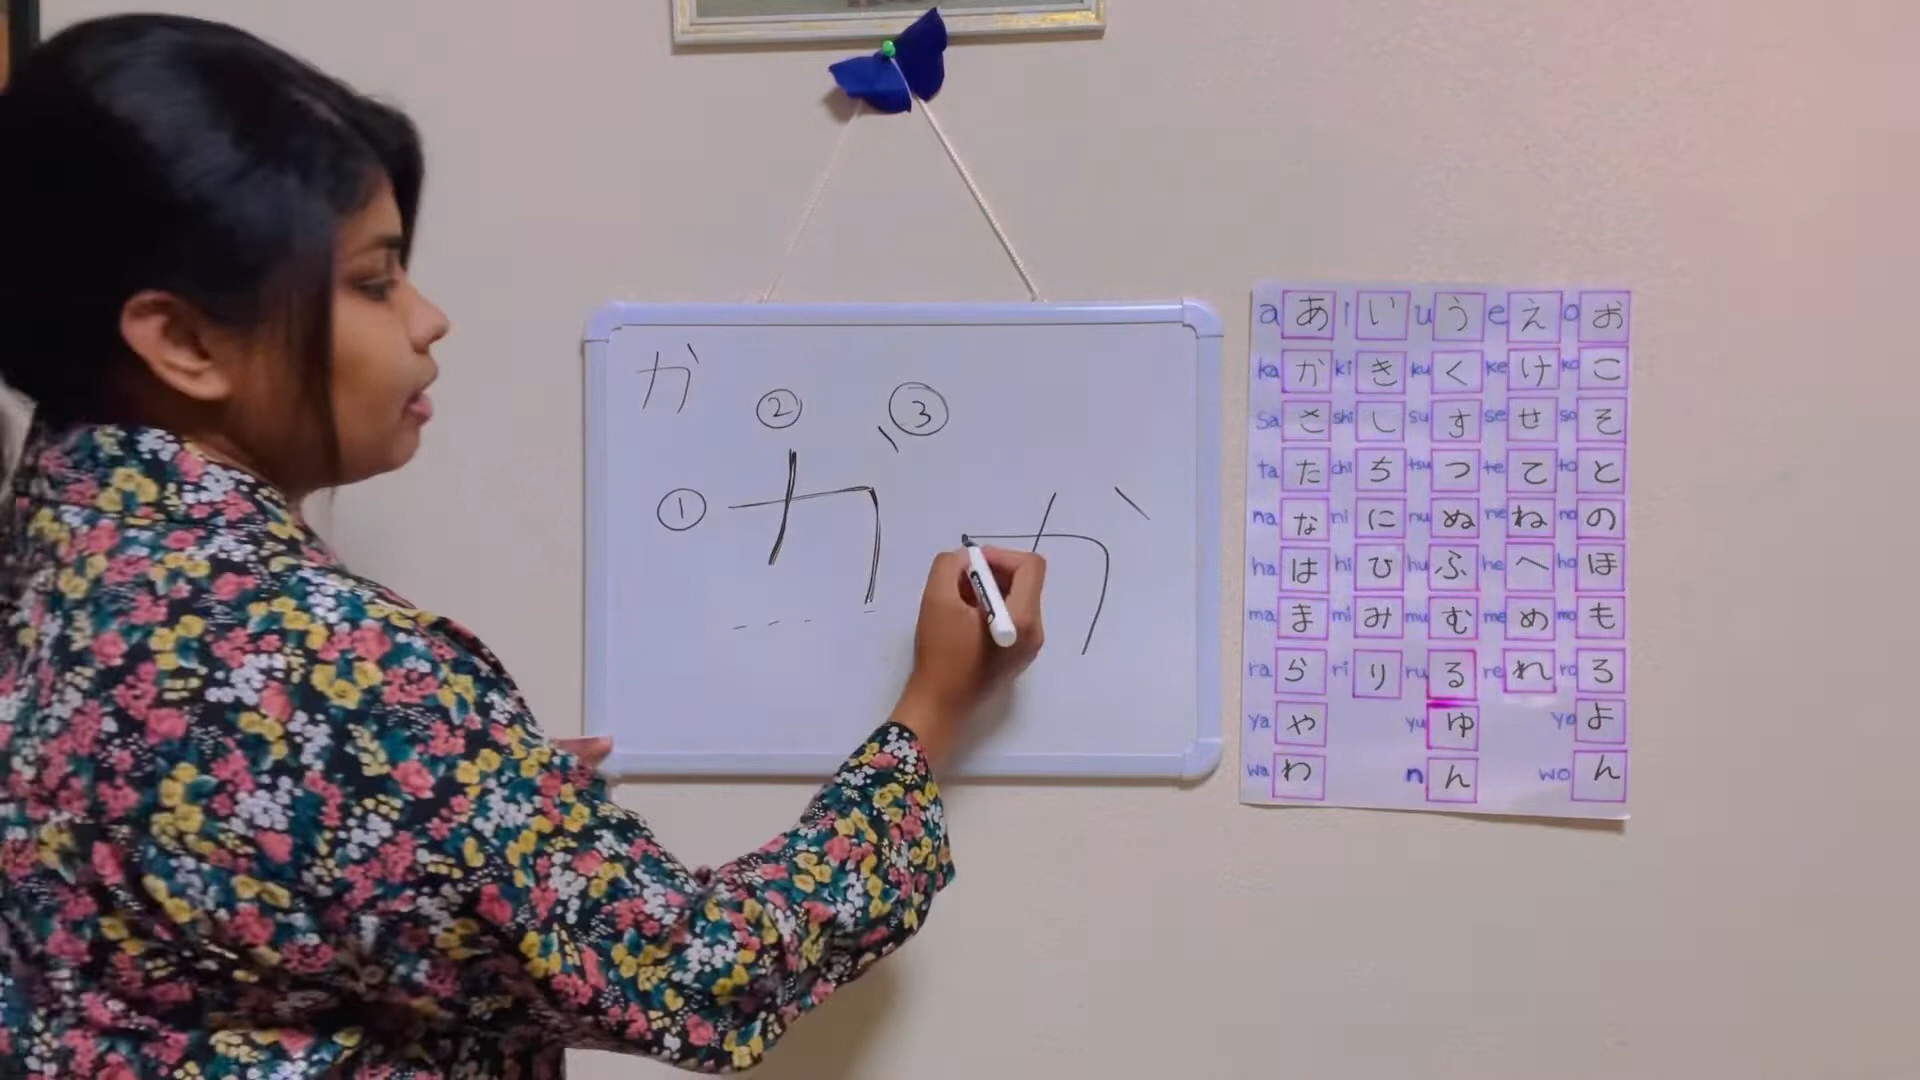 か
② ③
① か か
a あ i い u う e え o お
ka か ki き ku く ke け ko こ
sa さ shi し su す se せ so そ
ta た chi ち tsu つ te て to と
na な ni に nu ぬ ne ね no の
ha は hi ひ hu ふ he へ ho ほ
ma ま mi み mu む me め mo も
ra ら ri り ru る re れ ro ろ
ya や yu ゆ yo よ
wa わ n ん wo ん